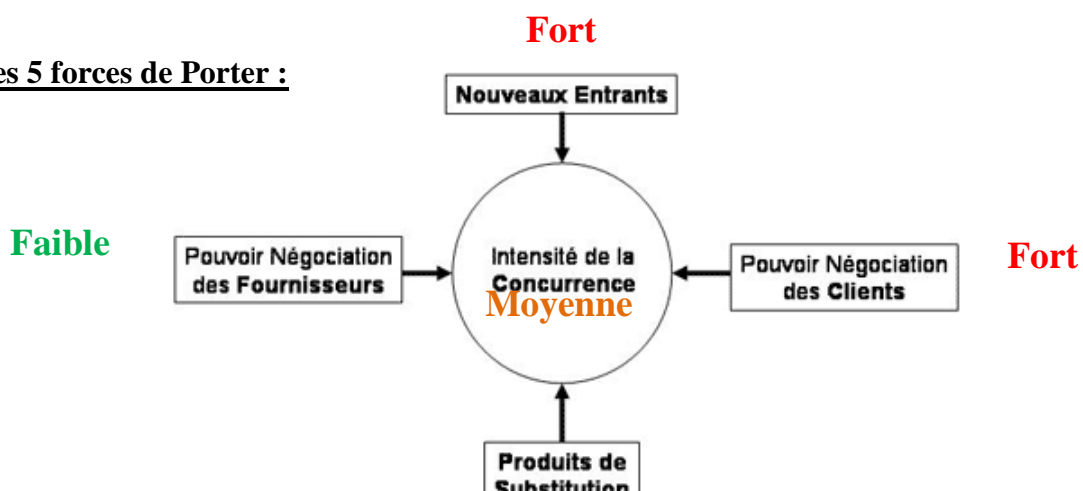 Fort
es 5 forces de Porter :
Nouveaux Entrants
Faible
Pouvoir Négociation
des Fournisseurs
Intensité de la
Concurrence
Moyenne
Pouvoir Négociation
des Clients
Fort
Produits de
Substitution